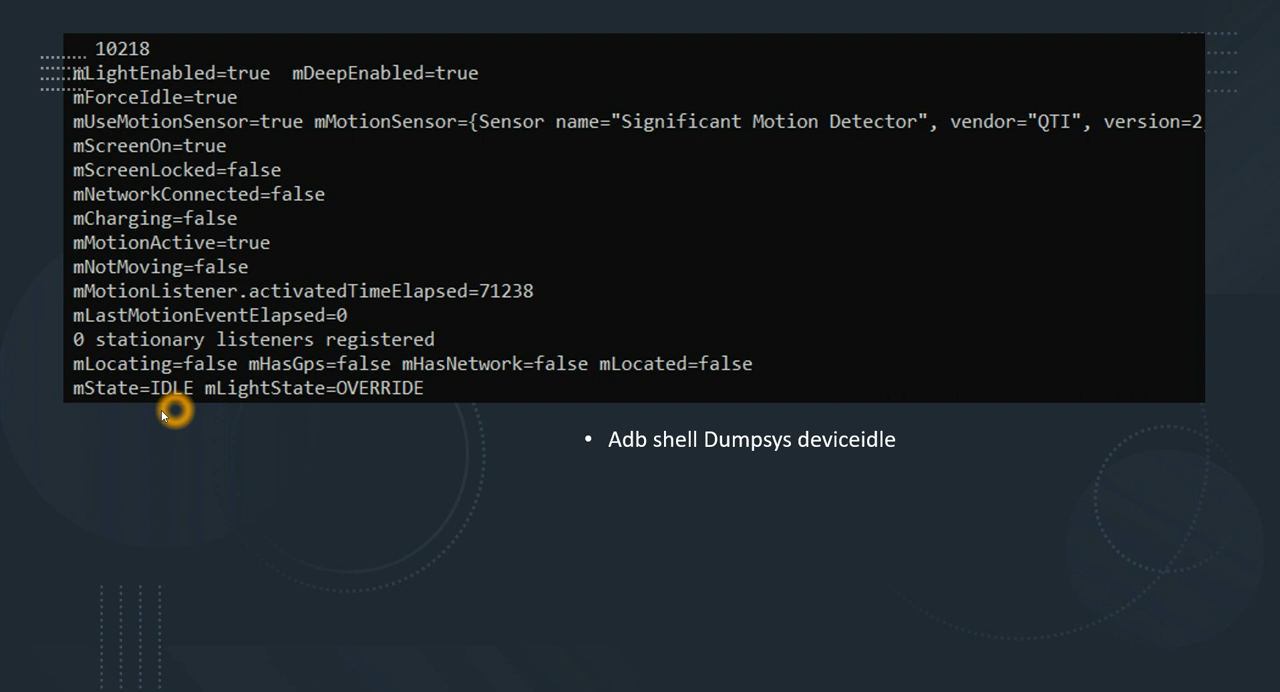 10218
mLightEnabled=true  mDeepEnabled=true
mForceIdle=true
mUseMotionSensor=true mMotionSensor={Sensor name="Significant Motion Detector", vendor="QTI", version=2
mScreenOn=true
mScreenLocked=false
mNetworkConnected=false
mCharging=false
mMotionActive=true
mNotMoving=false
mMotionListener.activatedTimeElapsed=71238
mLastMotionEventElapsed=0
0 stationary listeners registered
mLocating=false mHasGps=false mHasNetwork=false mLocated=false
mState=IDLE mLightState=OVERRIDE
• Adb shell Dumpsys deviceidle